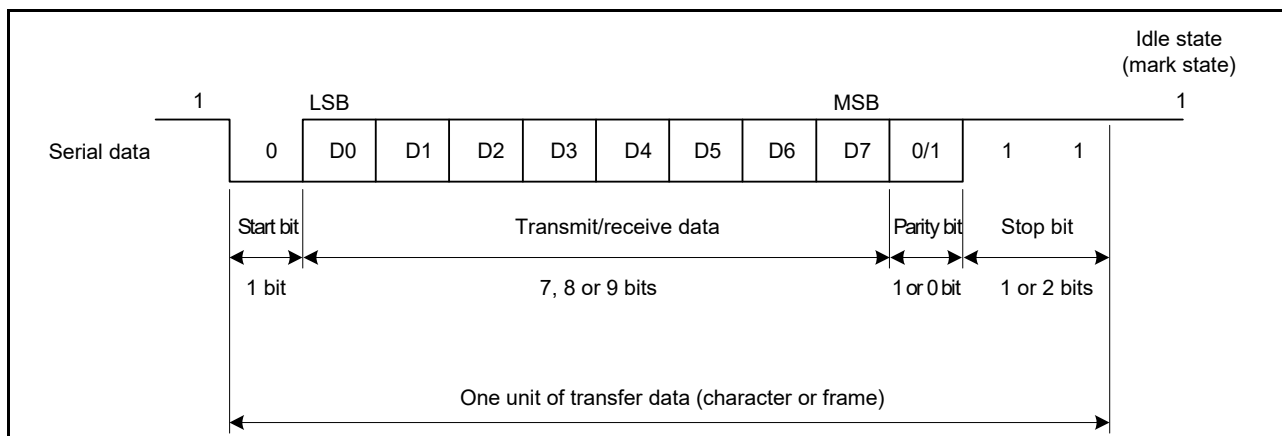 Idle state
(mark state)
1 LSB MSB 1
Serial data 0 D0 D1 D2 D3 D4 D5 D6 D7 0/1 1 1
Start bit Transmit/receive data Parity bit Stop bit
1 bit 7, 8 or 9 bits 1 or 0 bit 1 or 2 bits
One unit of transfer data (character or frame)